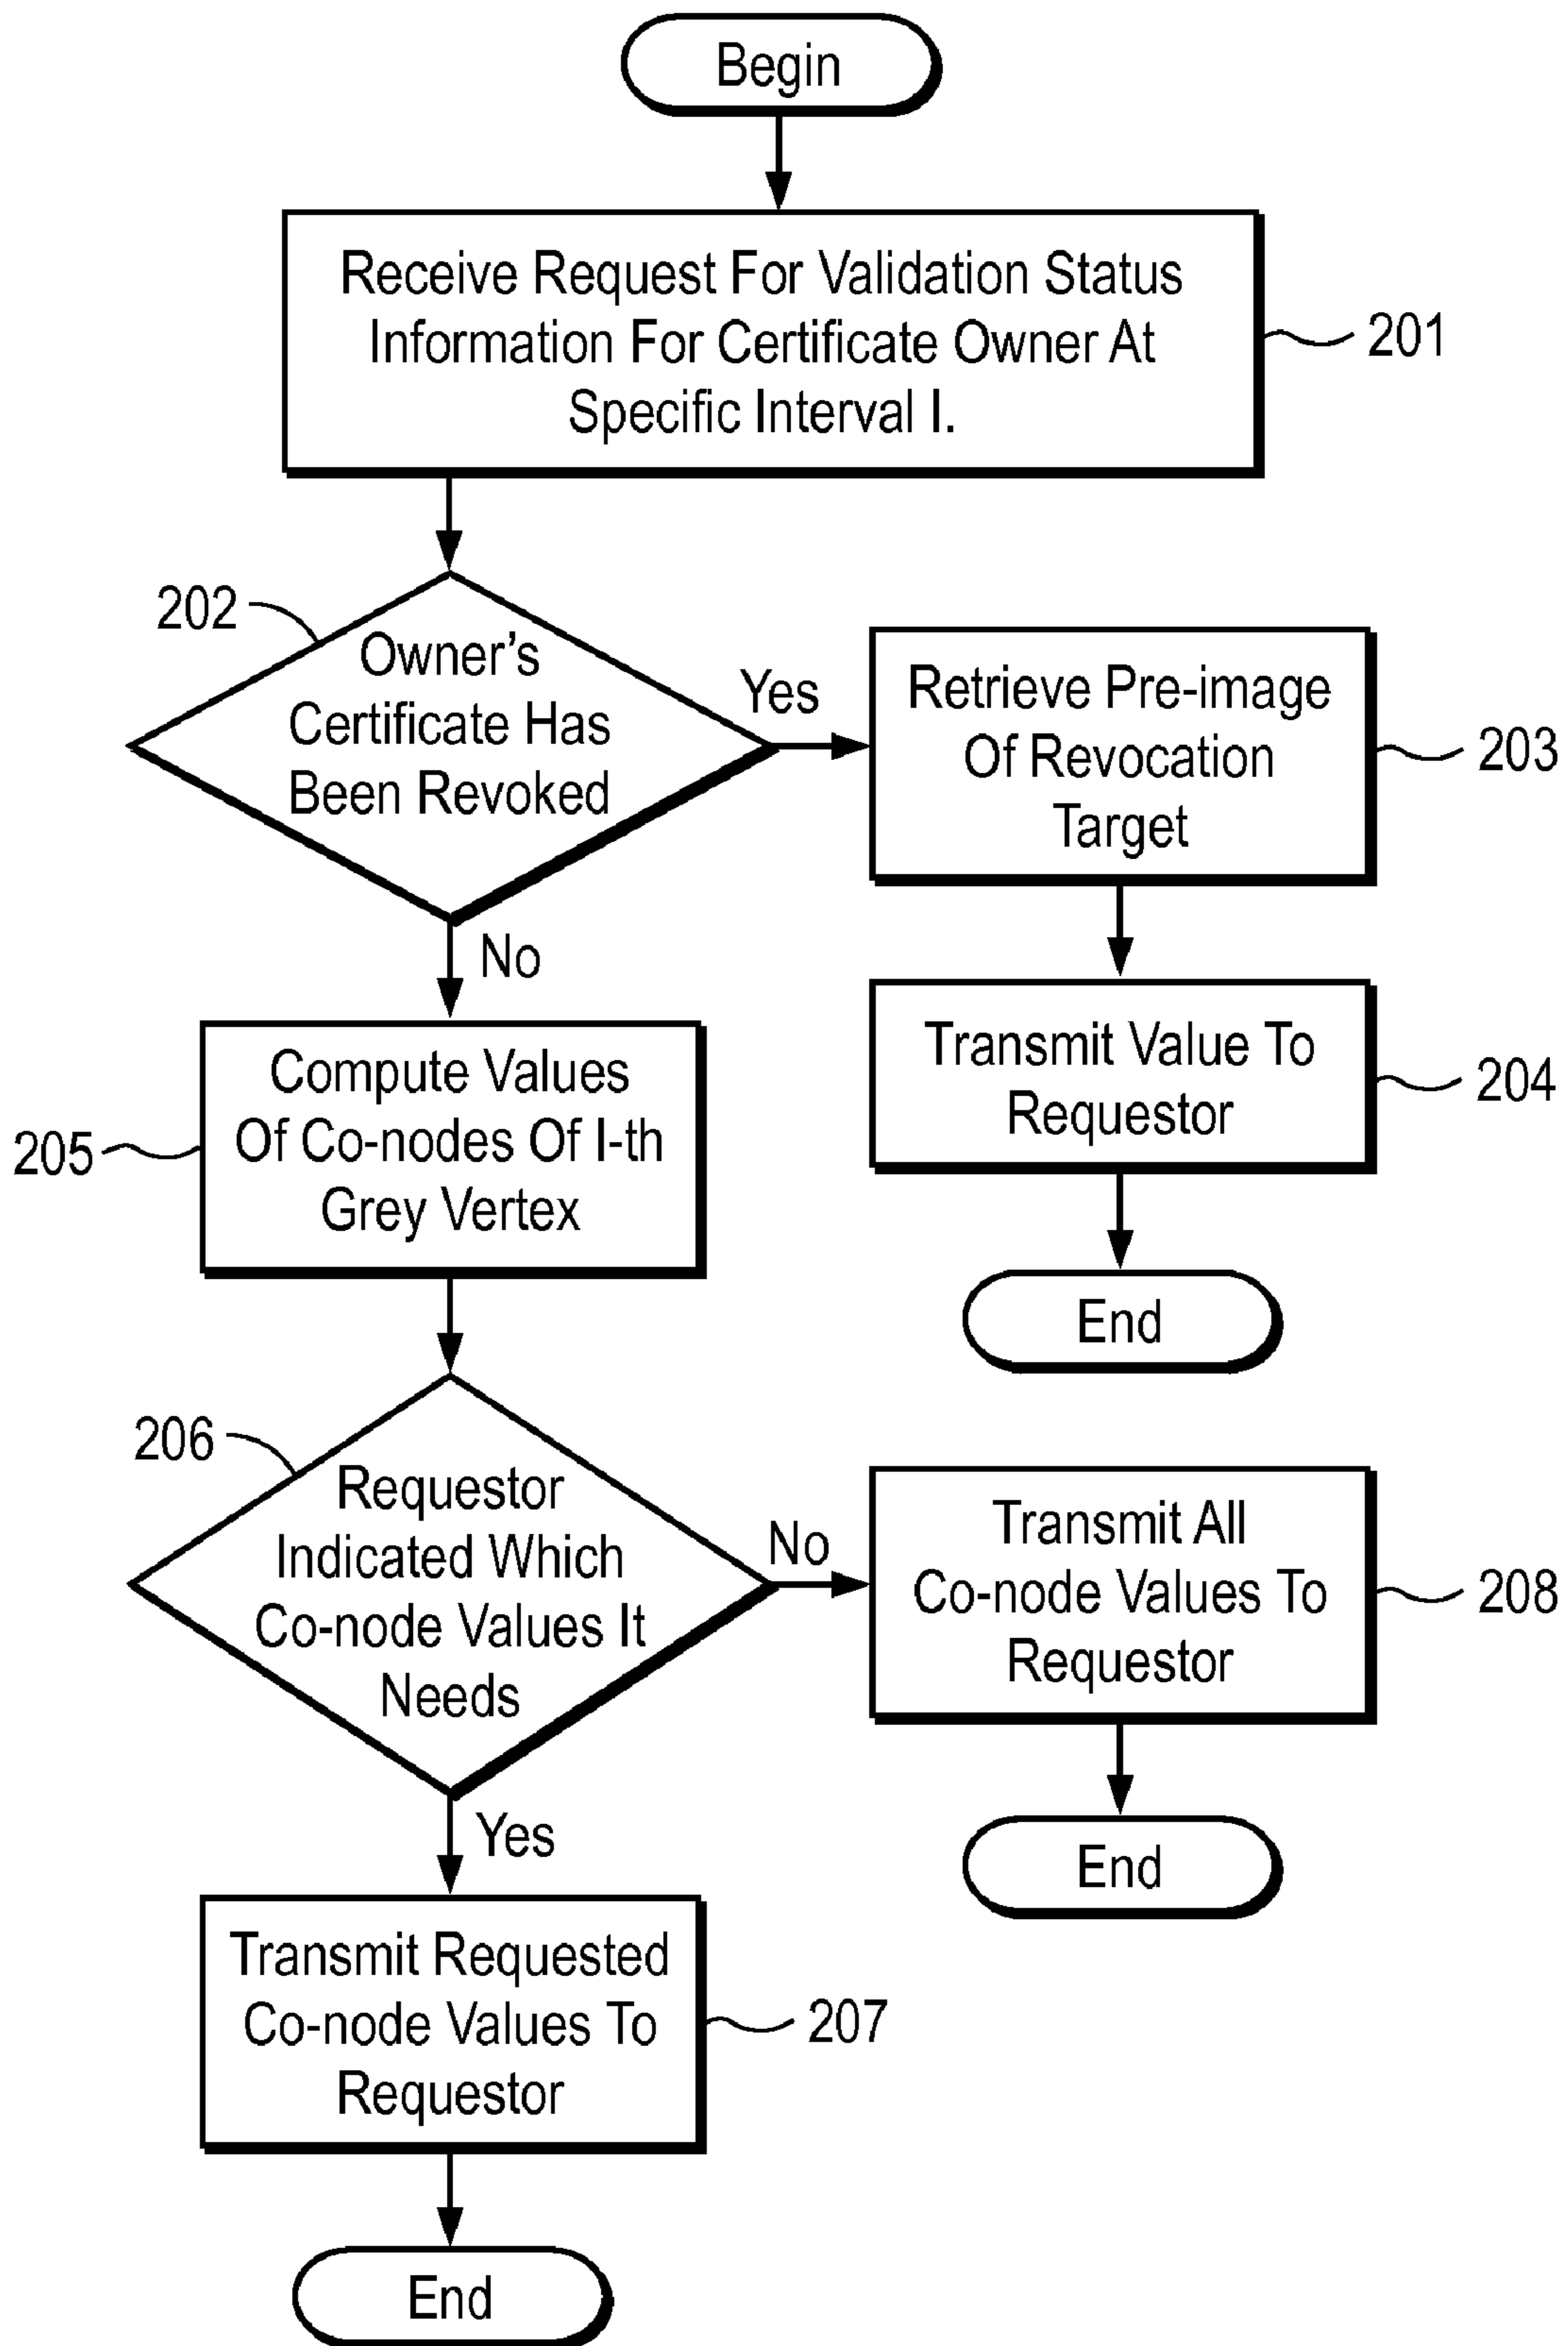 Begin
Receive Request For Validation Status
Information For Certificate Owner At
Specific Interval I.
201
202
Owner's
Certificate Has
Been Revoked
Yes
No
Retrieve Pre-image
Of Revocation
Target
203
Transmit Value To
Requestor
204
End
Compute Values
Of Co-nodes Of I-th
Grey Vertex
205
206
Requestor
Indicated Which
Co-node Values It
Needs
No
Yes
Transmit All
Co-node Values To
Requestor
208
End
Transmit Requested
Co-node Values To
Requestor
207
End